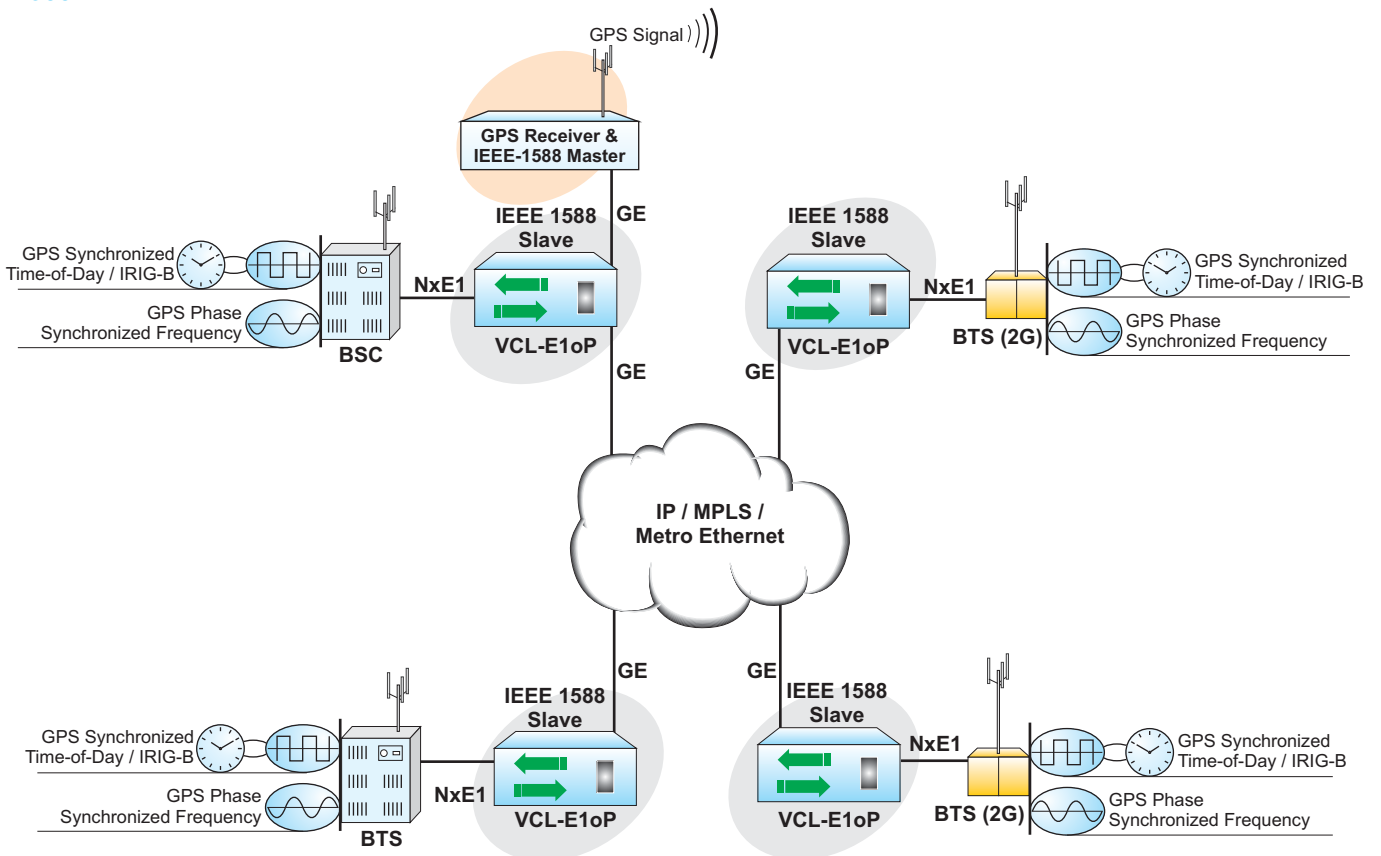 GPS Signal
GPS Receiver &
IEEE-1588 Master
IEEE 1588
Slave
GE
GPS Synchronized
Time-of-Day / IRIG-B
GPS Phase
Synchronized Frequency
BSC
NxE1
VCL-E1oP
GE
IEEE 1588
Slave
NxE1
VCL-E1oP
GE
BTS (2G)
GPS Synchronized
Time-of-Day / IRIG-B
GPS Phase
Synchronized Frequency
IP / MPLS /
Metro Ethernet
GE
IEEE 1588
Slave
GPS Synchronized
Time-of-Day / IRIG-B
GPS Phase
Synchronized Frequency
BTS
NxE1
VCL-E1oP
GE
IEEE 1588
Slave
NxE1
VCL-E1oP
BTS (2G)
GPS Synchronized
Time-of-Day / IRIG-B
GPS Phase
Synchronized Frequency